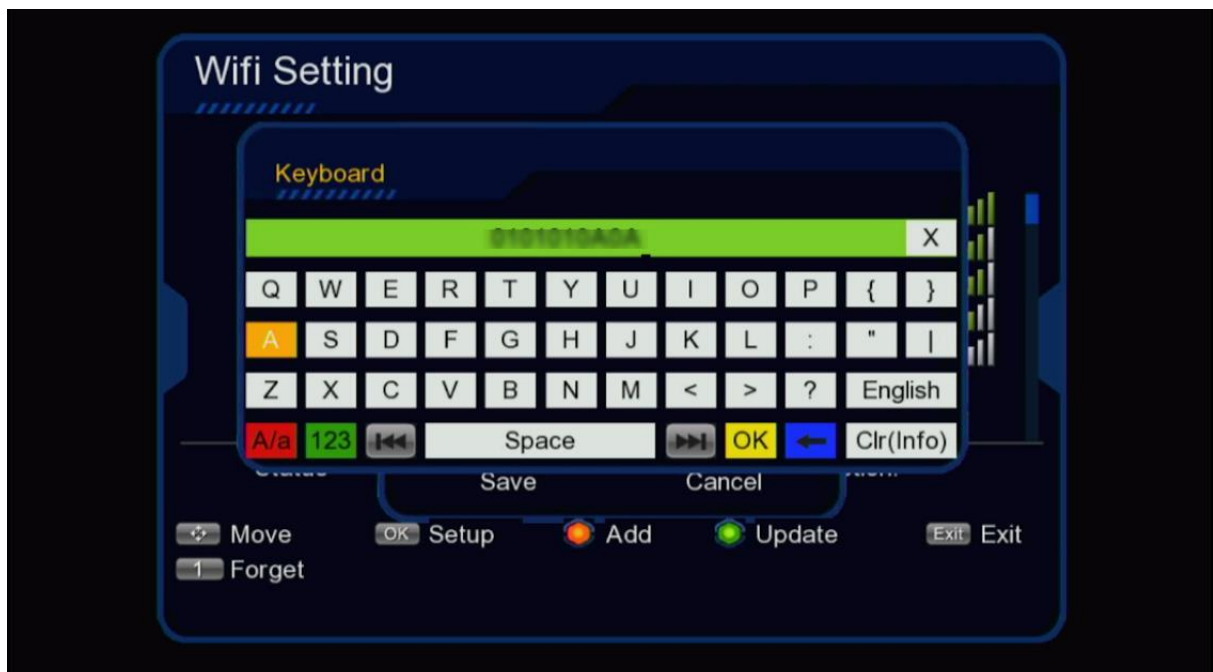 Wifi Setting
Keyboard
X
Q W E R T Y U I O P { }
A S D F G H J K L : " |
Z X C V B N M < > ? English
A/a 123 Space OK Clr(Info)
Save Cancel
Move OK Setup Add Update Exit Exit
1 Forget